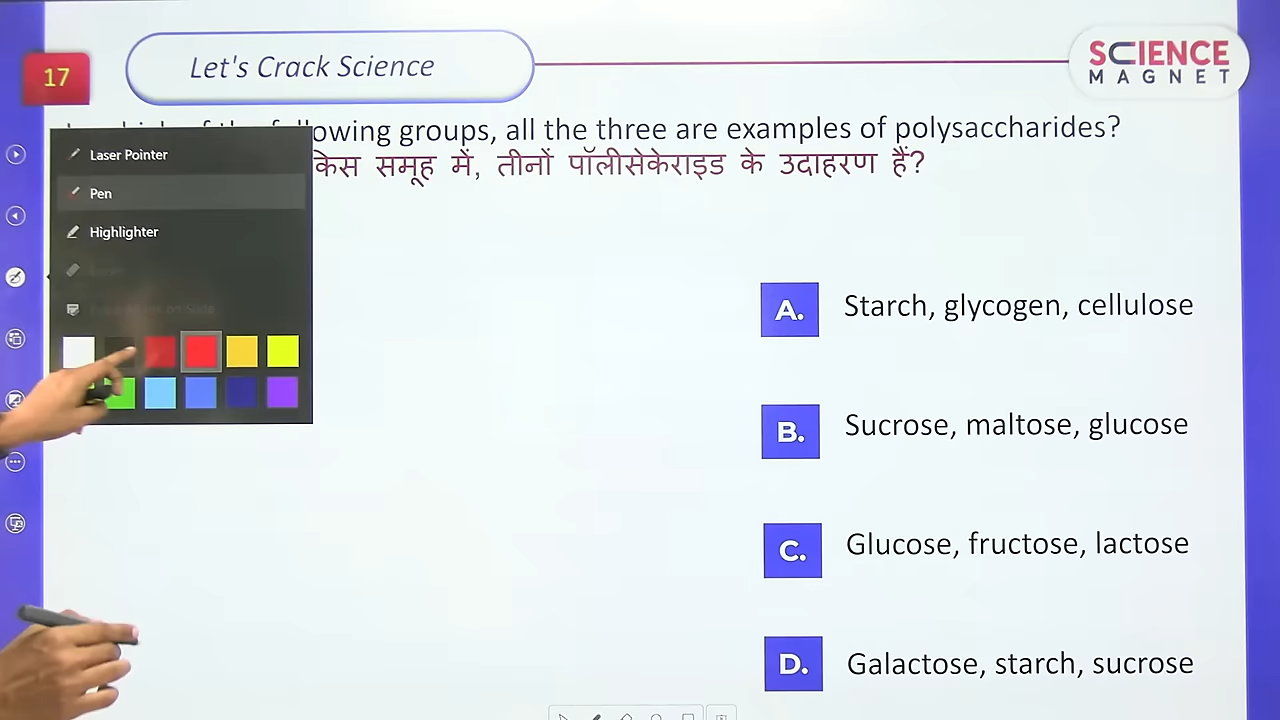 17
Let's Crack Science
SCIENCE
MAGNET
following groups, all the three are examples of polysaccharides?
समूह में, तीनों पॉलीसेकेराइड के उदाहरण हैं?
Laser Pointer
Pen
Highlighter
A. Starch, glycogen, cellulose
B. Sucrose, maltose, glucose
C. Glucose, fructose, lactose
D. Galactose, starch, sucrose